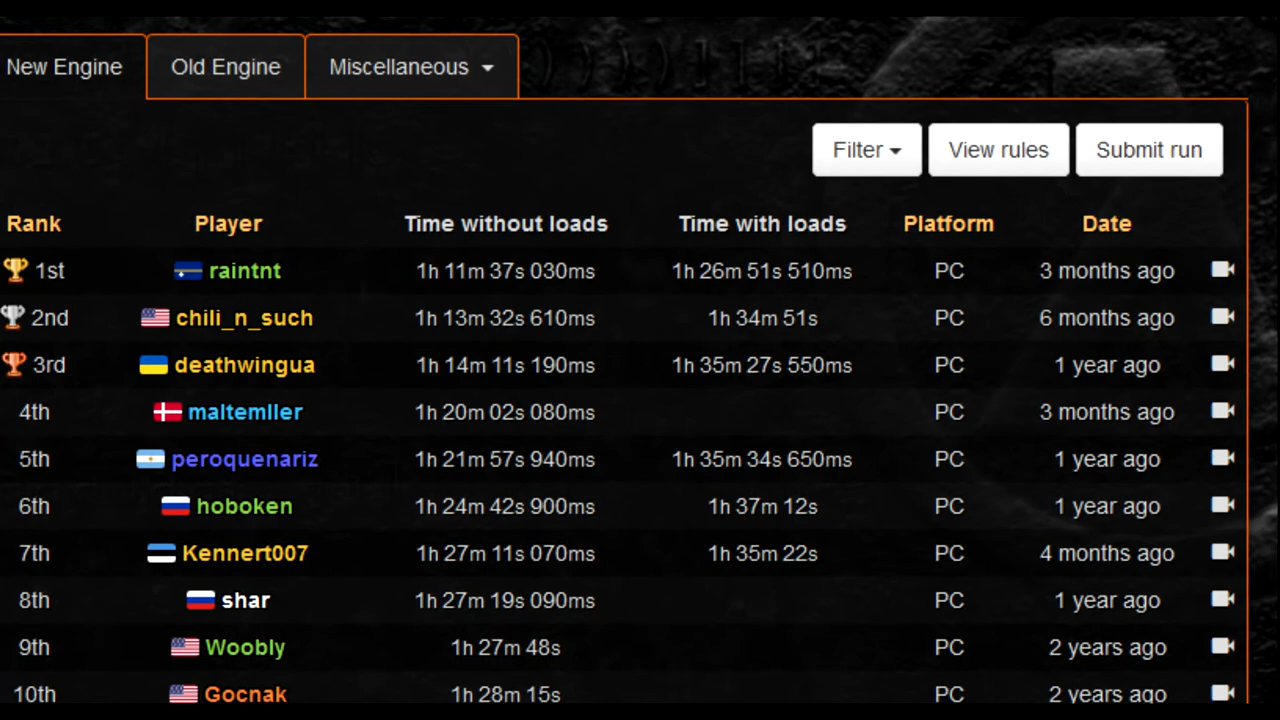 New Engine Old Engine Miscellaneous
Filter View rules Submit run
Rank Player Time without loads Time with loads Platform Date
1st raintnt 1h 11m 37s 030ms 1h 26m 51s 510ms PC 3 months ago
2nd chili_n_such 1h 13m 32s 610ms 1h 34m 51s PC 6 months ago
3rd deathwingua 1h 14m 11s 190ms 1h 35m 27s 550ms PC 1 year ago
4th maltemller 1h 20m 02s 080ms PC 3 months ago
5th peroquenariz 1h 21m 57s 940ms 1h 35m 34s 650ms PC 1 year ago
6th hoboken 1h 24m 42s 900ms 1h 37m 12s PC 1 year ago
7th Kennert007 1h 27m 11s 070ms 1h 35m 22s PC 4 months ago
8th shar 1h 27m 19s 090ms PC 1 year ago
9th Woobly 1h 27m 48s PC 2 years ago
10th Gocnak 1h 28m 15s PC 2 years ago